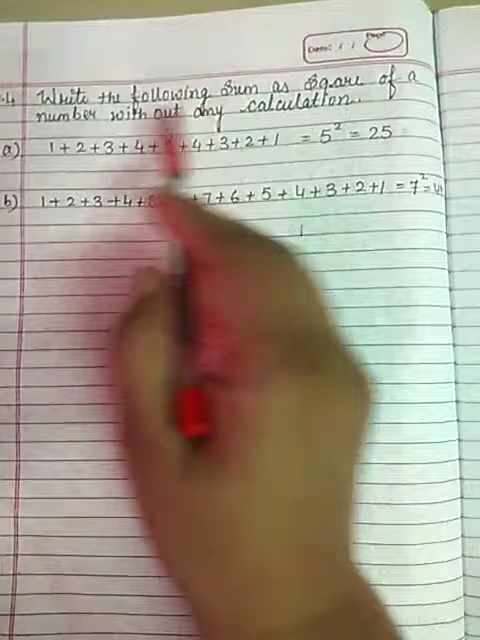 Date: / / Page
.4 Write the following Sum as Square of a
number with out any calculation.
a) 1+2+3+4+ +4+3+2+1 = 5² = 25
b) 1+2+3+4+ +7+6+5+4+3+2+1 = 7² = 4